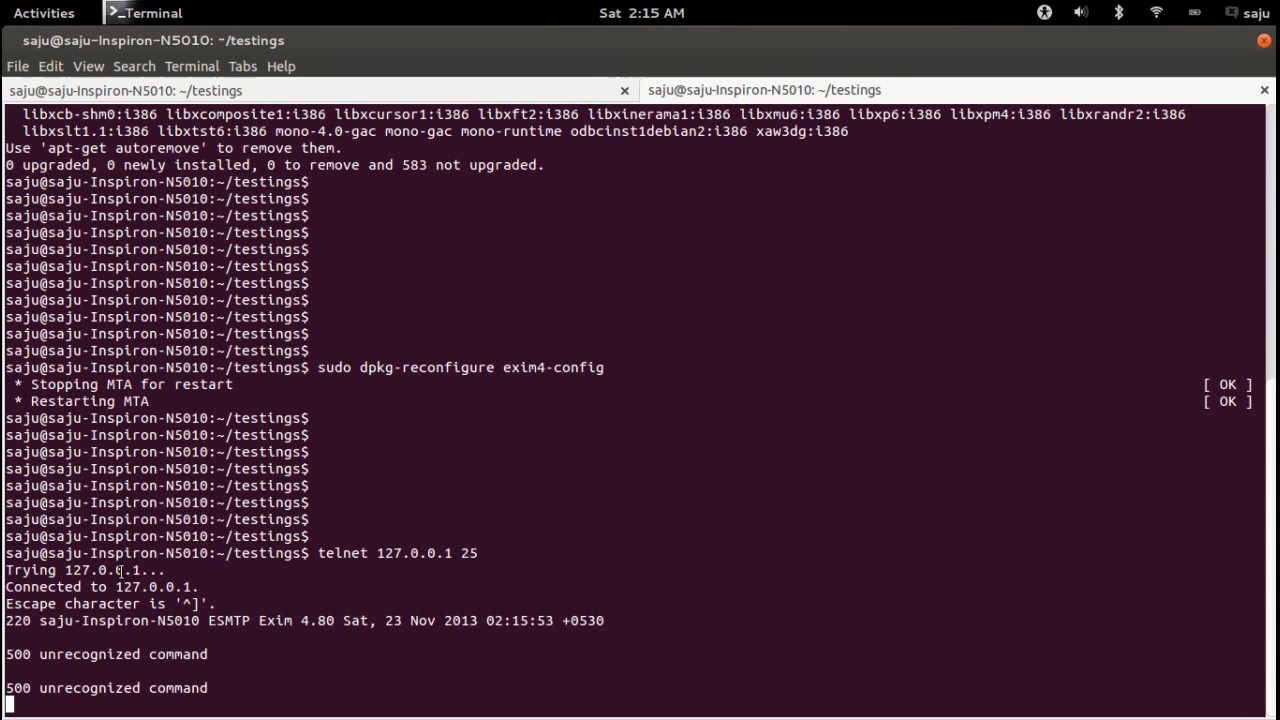 Activities >_Terminal Sat 2:15 AM saju
saju@saju-Inspiron-N5010: ~/testings
File Edit View Search Terminal Tabs Help
saju@saju-Inspiron-N5010: ~/testings x saju@saju-Inspiron-N5010: ~/testings x
libxcb-shm0:i386 libxcomposite1:i386 libxcursor1:i386 libxft2:i386 libxinerama1:i386 libxmu6:i386 libxp6:i386 libxpm4:i386 libxrandr2:i386
libxslt1.1:i386 libxtst6:i386 mono-4.0-gac mono-gac mono-runtime odbcinst1debian2:i386 xaw3dg:i386
Use 'apt-get autoremove' to remove them.
0 upgraded, 0 newly installed, 0 to remove and 583 not upgraded.
saju@saju-Inspiron-N5010:~/testings$
saju@saju-Inspiron-N5010:~/testings$
saju@saju-Inspiron-N5010:~/testings$
saju@saju-Inspiron-N5010:~/testings$
saju@saju-Inspiron-N5010:~/testings$
saju@saju-Inspiron-N5010:~/testings$
saju@saju-Inspiron-N5010:~/testings$
saju@saju-Inspiron-N5010:~/testings$
saju@saju-Inspiron-N5010:~/testings$
saju@saju-Inspiron-N5010:~/testings$
saju@saju-Inspiron-N5010:~/testings$
saju@saju-Inspiron-N5010:~/testings$ sudo dpkg-reconfigure exim4-config
* Stopping MTA for restart [ OK ]
* Restarting MTA [ OK ]
saju@saju-Inspiron-N5010:~/testings$
saju@saju-Inspiron-N5010:~/testings$
saju@saju-Inspiron-N5010:~/testings$
saju@saju-Inspiron-N5010:~/testings$
saju@saju-Inspiron-N5010:~/testings$
saju@saju-Inspiron-N5010:~/testings$
saju@saju-Inspiron-N5010:~/testings$
saju@saju-Inspiron-N5010:~/testings$
saju@saju-Inspiron-N5010:~/testings$ telnet 127.0.0.1 25
Trying 127.0.0.1...
Connected to 127.0.0.1.
Escape character is '^]'.
220 saju-Inspiron-N5010 ESMTP Exim 4.80 Sat, 23 Nov 2013 02:15:53 +0530
500 unrecognized command
500 unrecognized command